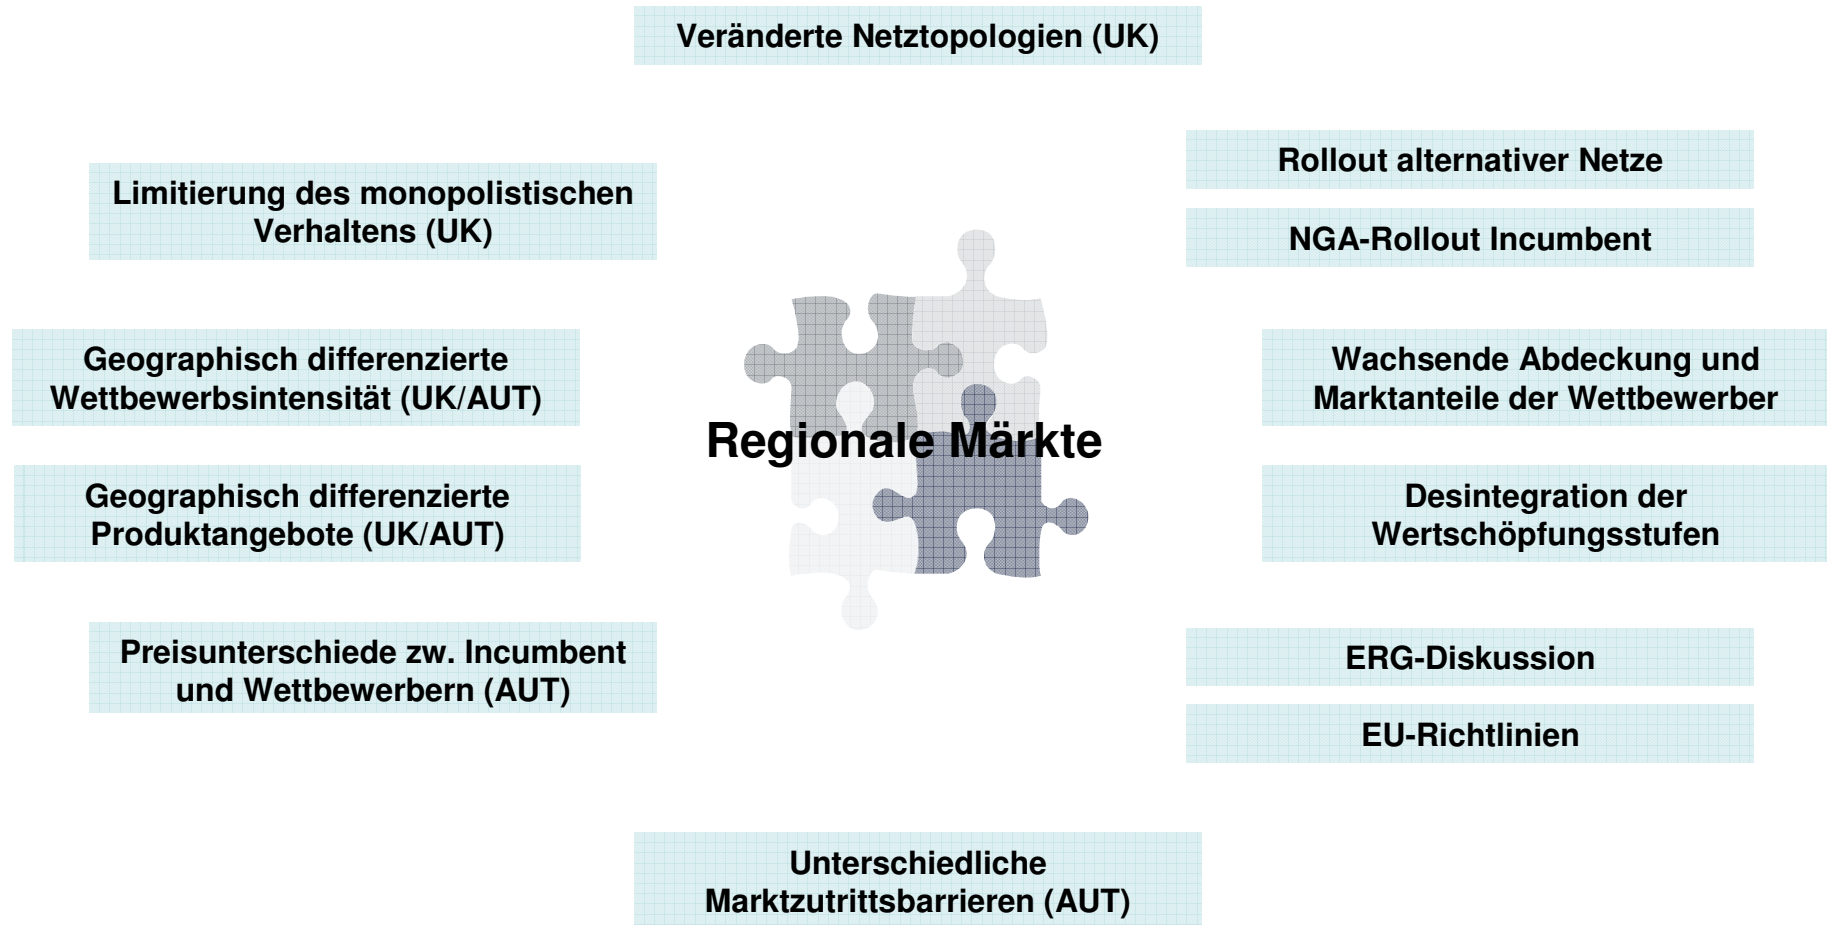 Veränderte Netztopologien (UK)
Rollout alternativer Netze
Limitierung des monopolistischen
Verhaltens (UK)
NGA-Rollout Incumbent
Geographisch differenzierte
Wettbewerbsintensität (UK/AUT)
Wachsende Abdeckung und
Marktanteile der Wettbewerber
Regionale Märkte
Geographisch differenzierte
Produktangebote (UK/AUT)
Desintegration der
Wertschöpfungsstufen
Preisunterschiede zw. Incumbent
und Wettbewerbern (AUT)
ERG-Diskussion
EU-Richtlinien
Unterschiedliche
Marktzutrittsbarrieren (AUT)